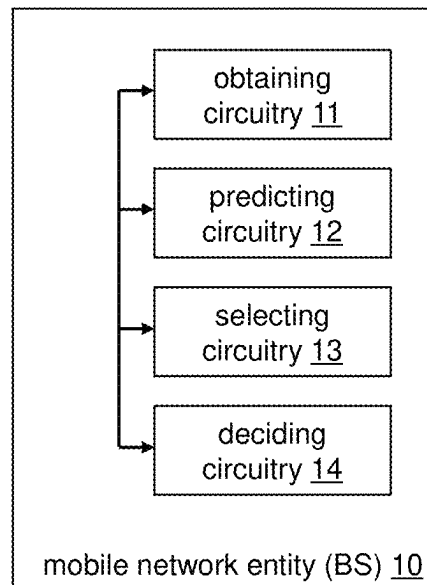 obtaining
circuitry 11
predicting
circuitry 12
selecting
circuitry 13
deciding
circuitry 14
mobile network entity (BS) 10